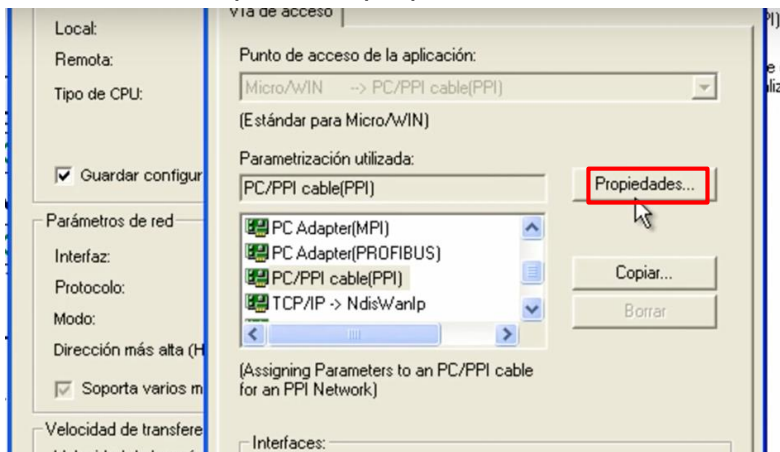 Local:
Remota:
Tipo de CPU:
Guardar configur
Parámetros de red
Interfaz:
Protocolo:
Modo:
Dirección más alta (H
Soporta varios m
Velocidad de transfere
Vía de acceso
Punto de acceso de la aplicación:
Micro/WIN --> PC/PPI cable(PPI)
(Estándar para Micro/WIN)
Parametrización utilizada:
PC/PPI cable(PPI)
Propiedades...
PC Adapter(MPI)
PC Adapter(PROFIBUS)
PC/PPI cable(PPI)
TCP/IP -> NdisWanIp
Copiar...
Borrar
(Assigning Parameters to an PC/PPI cable
for an PPI Network)
Interfaces: